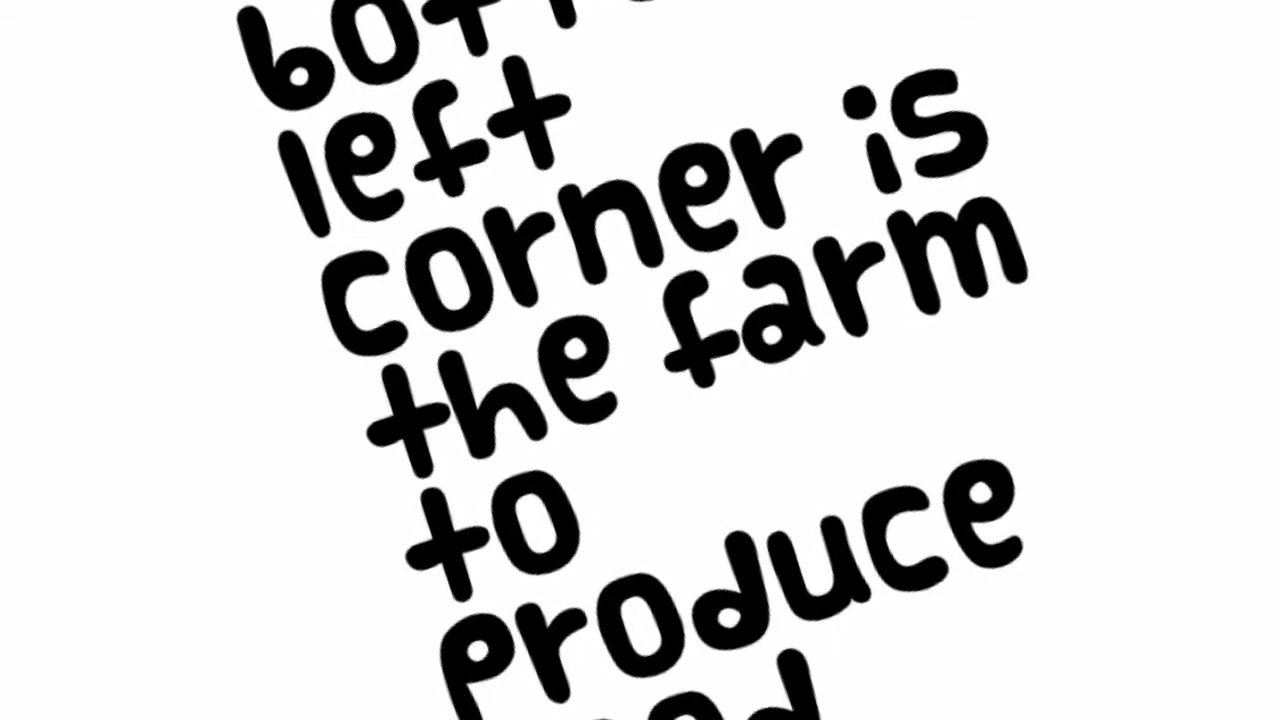 left
corner is
the farm
to
produce